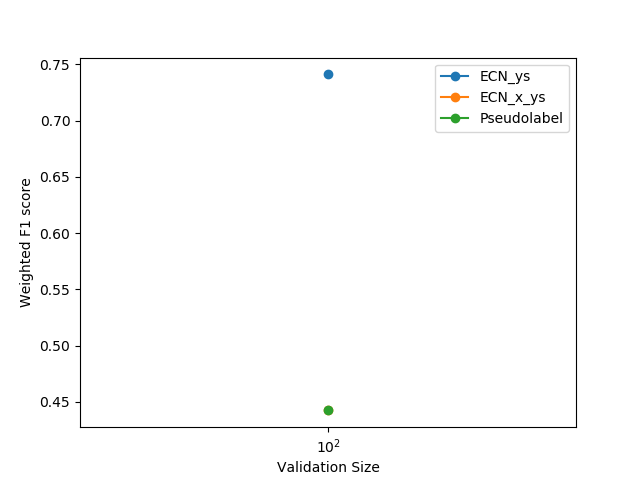 0.75
0.70
0.65
0.60
0.55
0.50
0.45
Weighted F1 score
ECN_ys
ECN_x_ys
Pseudolabel
10²
Validation Size